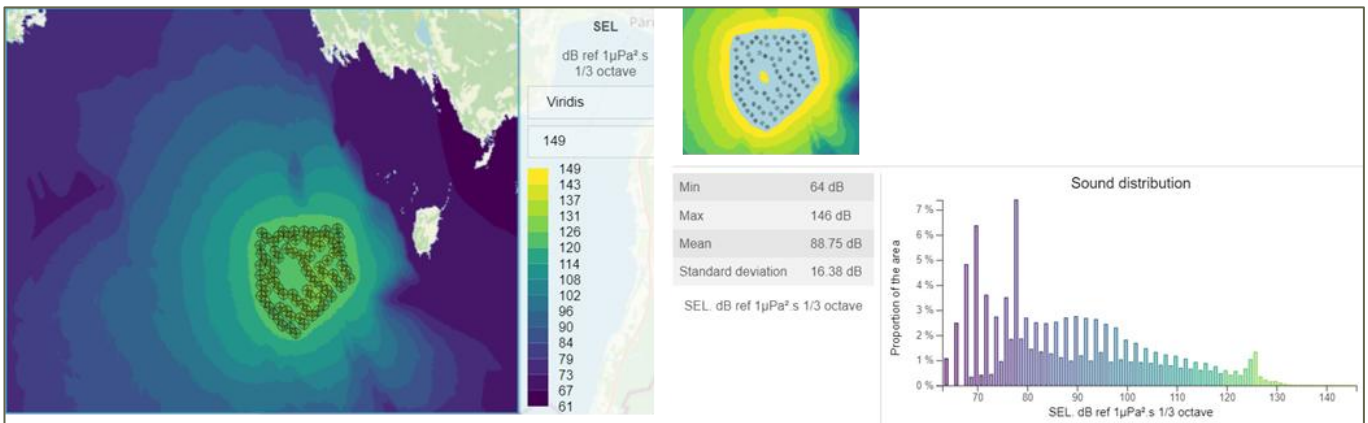 SEL
dB ref 1µPa².s
1/3 octave
Viridis
149
149
143
137
131
126
120
114
108
102
96
90
84
79
73
67
61
Min 64 dB
Max 146 dB
Mean 88.75 dB
Standard deviation 16.38 dB
SEL. dB ref 1µPa².s 1/3 octave
Sound distribution
Proportion of the area
7 %
6 %
5 %
4 %
3 %
2 %
1 %
0 %
70 80 90 100 110 120 130 140
SEL. dB ref 1µPa².s 1/3 octave